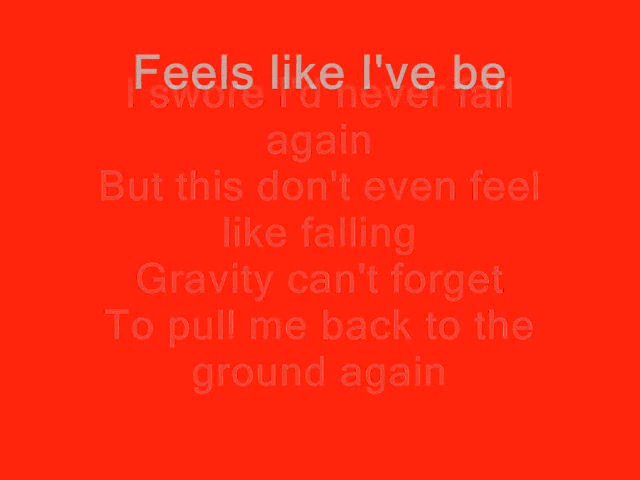 Feels like I've be
I swore I'd never fall
again
But this don't even feel
like falling
Gravity can't forget
To pull me back to the
ground again